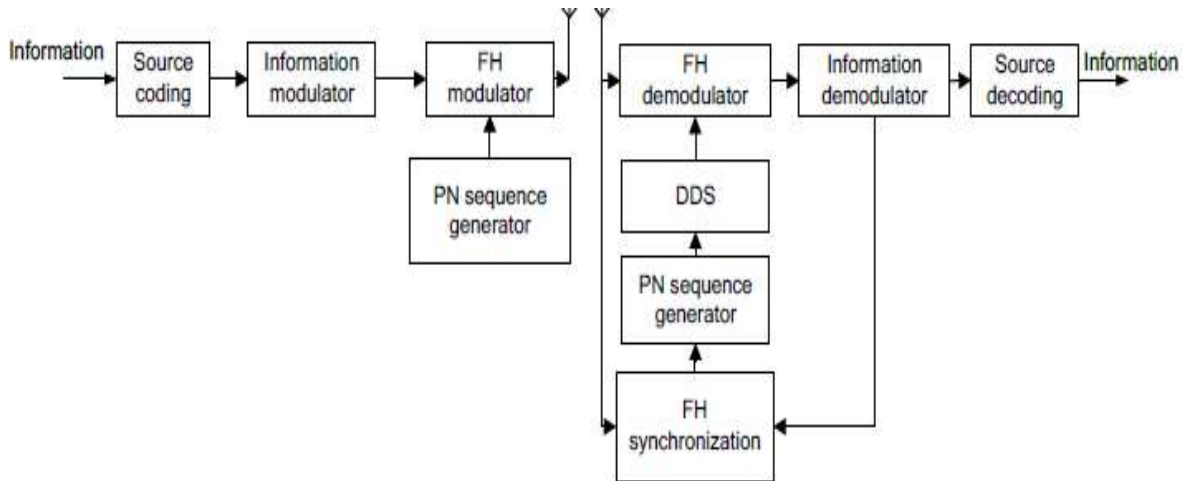 Information
Source
coding
Information
modulator
FH
modulator
PN sequence
generator
FH
demodulator
Information
demodulator
Source
decoding
Information
DDS
PN sequence
generator
FH
synchronization